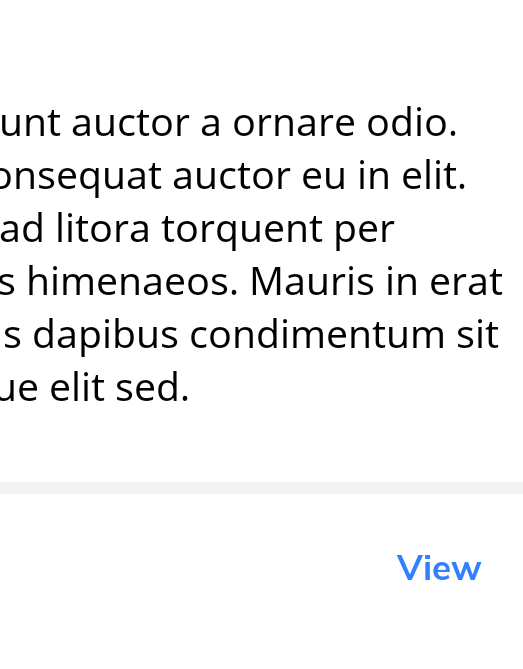 unt auctor a ornare odio.
onsequat auctor eu in elit.
ad litora torquent per
s himenaeos. Mauris in erat
s dapibus condimentum sit
ue elit sed.
View